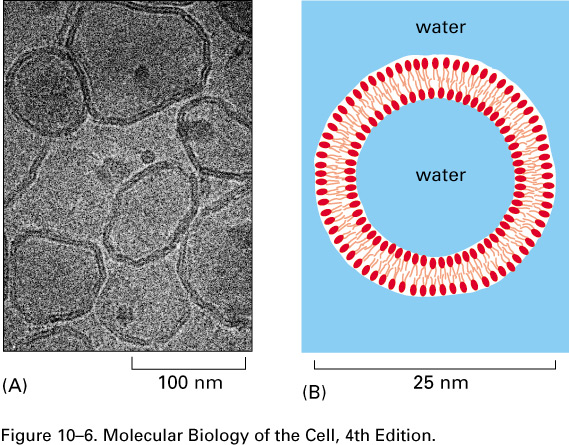 water
water
(A)
100 nm
(B)
25 nm
Figure 10–6. Molecular Biology of the Cell, 4th Edition.